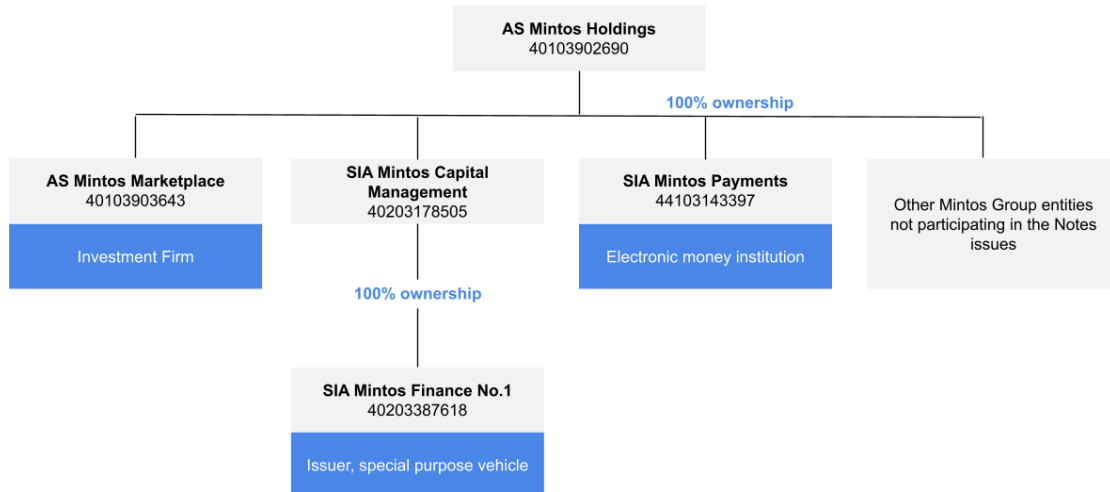 AS Mintos Holdings
40103902690
100% ownership
AS Mintos Marketplace
40103903643
Investment Firm
SIA Mintos Capital
Management
40203178505
SIA Mintos Payments
44103143397
Electronic money institution
Other Mintos Group entities
not participating in the Notes
issues
100% ownership
SIA Mintos Finance No.1
40203387618
Issuer, special purpose vehicle